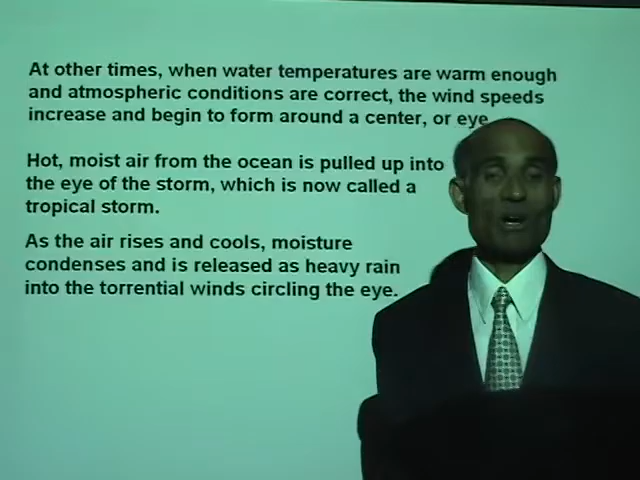 At other times, when water temperatures are warm enough
and atmospheric conditions are correct, the wind speeds
increase and begin to form around a center, or eye
Hot, moist air from the ocean is pulled up into
the eye of the storm, which is now called a
tropical storm.
As the air rises and cools, moisture
condenses and is released as heavy rain
into the torrential winds circling the eye.